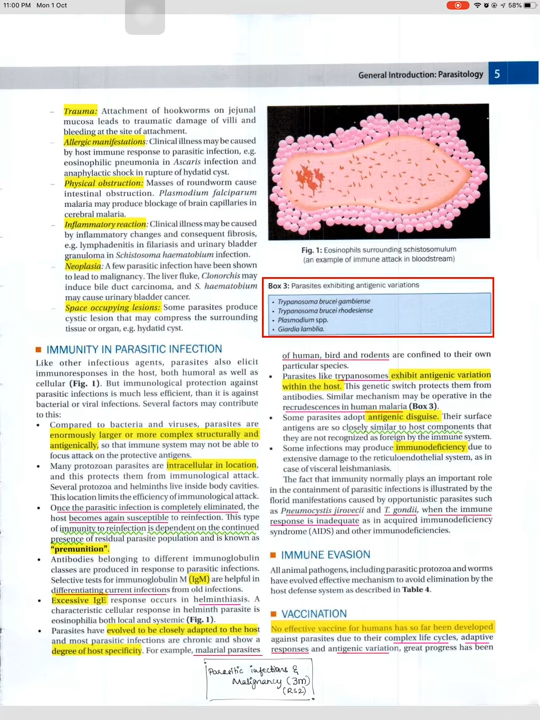 11:00 PM Mon 1 Oct
58%
General Introduction: Parasitology 5
– Trauma: Attachment of hookworms on jejunal
mucosa leads to traumatic damage of villi and
bleeding at the site of attachment.
– Allergic manifestations: Clinical illness may be caused
by host immune response to parasitic infection, e.g.
eosinophilic pneumonia in Ascaris infection and
anaphylactic shock in rupture of hydatid cyst.
– Physical obstruction: Masses of roundworm cause
intestinal obstruction. Plasmodium falciparum
malaria may produce blockage of brain capillaries in
cerebral malaria.
– Inflammatory reaction: Clinical illness may be caused
by inflammatory changes and consequent fibrosis,
e.g. lymphadenitis in filariasis and urinary bladder
granuloma in Schistosoma haematobium infection.
– Neoplasia: A few parasitic infection have been shown
to lead to malignancy. The liver fluke, Clonorchis may
induce bile duct carcinoma, and S. haematobium
may cause urinary bladder cancer.
– Space occupying lesions: Some parasites produce
cystic lesion that may compress the surrounding
tissue or organ, e.g. hydatid cyst.
IMMUNITY IN PARASITIC INFECTION
Like other infectious agents, parasites also elicit
immunoresponses in the host, both humoral as well as
cellular (Fig. 1). But immunological protection against
parasitic infections is much less efficient, than it is against
bacterial or viral infections. Several factors may contribute
to this:
• Compared to bacteria and viruses, parasites are
enormously larger or more complex structurally and
antigenically, so that immune system may not be able to
focus attack on the protective antigens.
• Many protozoan parasites are intracellular in location,
and this protects them from immunological attack.
Several protozoa and helminths live inside body cavities.
This location limits the efficiency of immunological attack.
• Once the parasitic infection is completely eliminated, the
host becomes again susceptible to reinfection. This type
of immunity to reinfection is dependent on the continued
presence of residual parasite population and is known as
"premunition".
• Antibodies belonging to different immunoglobulin
classes are produced in response to parasitic infections.
Selective tests for immunoglobulin M (IgM) are helpful in
differentiating current infections from old infections.
• Excessive IgE response occurs in helminthiasis. A
characteristic cellular response in helminth parasite is
eosinophilia both local and systemic (Fig. 1).
• Parasites have evolved to be closely adapted to the host
and most parasitic infections are chronic and show a
degree of host specificity. For example, malarial parasites
Fig. 1: Eosinophils surrounding schistosomulum
(an example of immune attack in bloodstream)
Box 3: Parasites exhibiting antigenic variations
• Trypanosoma brucei gambiense
• Trypanosoma brucei rhodesiense
• Plasmodium spp.
• Giardia lamblia.
of human, bird and rodents are confined to their own
particular species.
• Parasites like trypanosomes exhibit antigenic variation
within the host. This genetic switch protects them from
antibodies. Similar mechanism may be operative in the
recrudescences in human malaria (Box 3).
• Some parasites adopt antigenic disguise. Their surface
antigens are so closely similar to host components that
they are not recognized as foreign by the immune system.
• Some infections may produce immunodeficiency due to
extensive damage to the reticuloendothelial system, as in
case of visceral leishmaniasis.
The fact that immunity normally plays an important role
in the containment of parasitic infections is illustrated by the
florid manifestations caused by opportunistic parasites such
as Pneumocystis jirovecii and T. gondii, when the immune
response is inadequate as in acquired immunodeficiency
syndrome (AIDS) and other immunodeficiencies.
IMMUNE EVASION
All animal pathogens, including parasitic protozoa and worms
have evolved effective mechanism to avoid elimination by the
host defense system as described in Table 4.
VACCINATION
No effective vaccine for humans has so far been developed
against parasites due to their complex life cycles, adaptive
responses and antigenic variation, great progress has been
Parasitic infections &
Malignancy (3m)
(RS2)